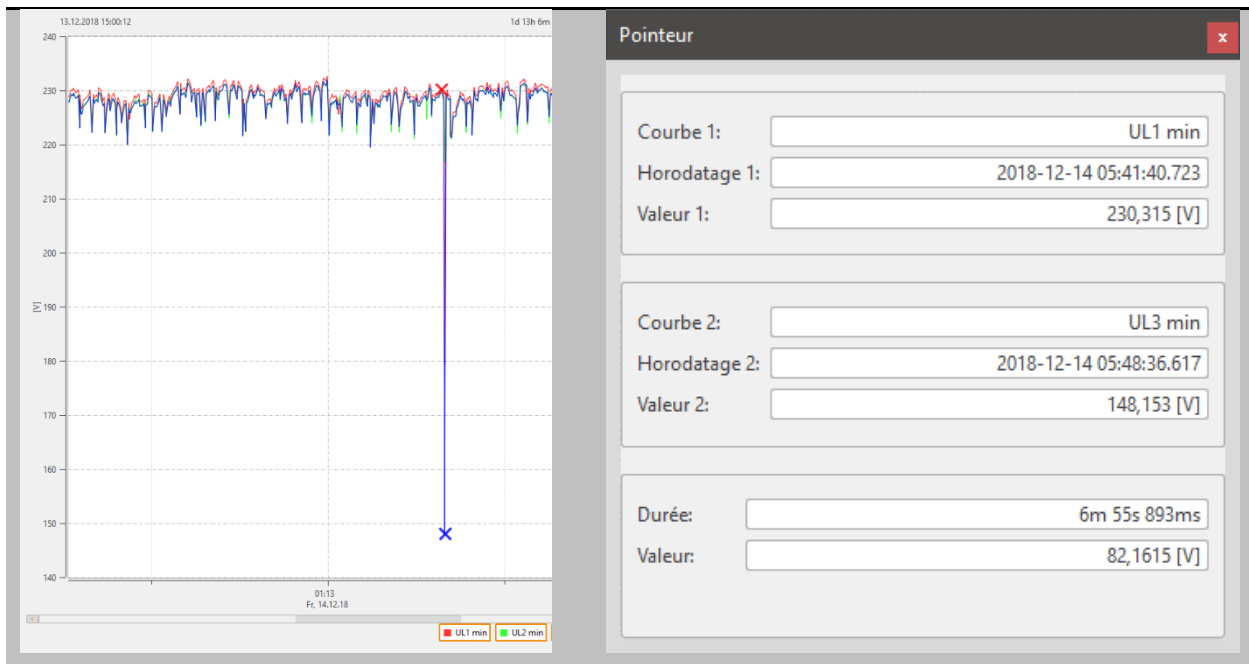 13.12.2018 15:00:12
1d 13h 6m
240
230
220
210
200
[V]
190
180
170
160
150
140
01:13
Fr, 14.12.18
UL1 min
UL2 min
Pointeur
x
Courbe 1:
UL1 min
Horodatage 1:
2018-12-14 05:41:40.723
Valeur 1:
230,315 [V]
Courbe 2:
UL3 min
Horodatage 2:
2018-12-14 05:48:36.617
Valeur 2:
148,153 [V]
Durée:
6m 55s 893ms
Valeur:
82,1615 [V]